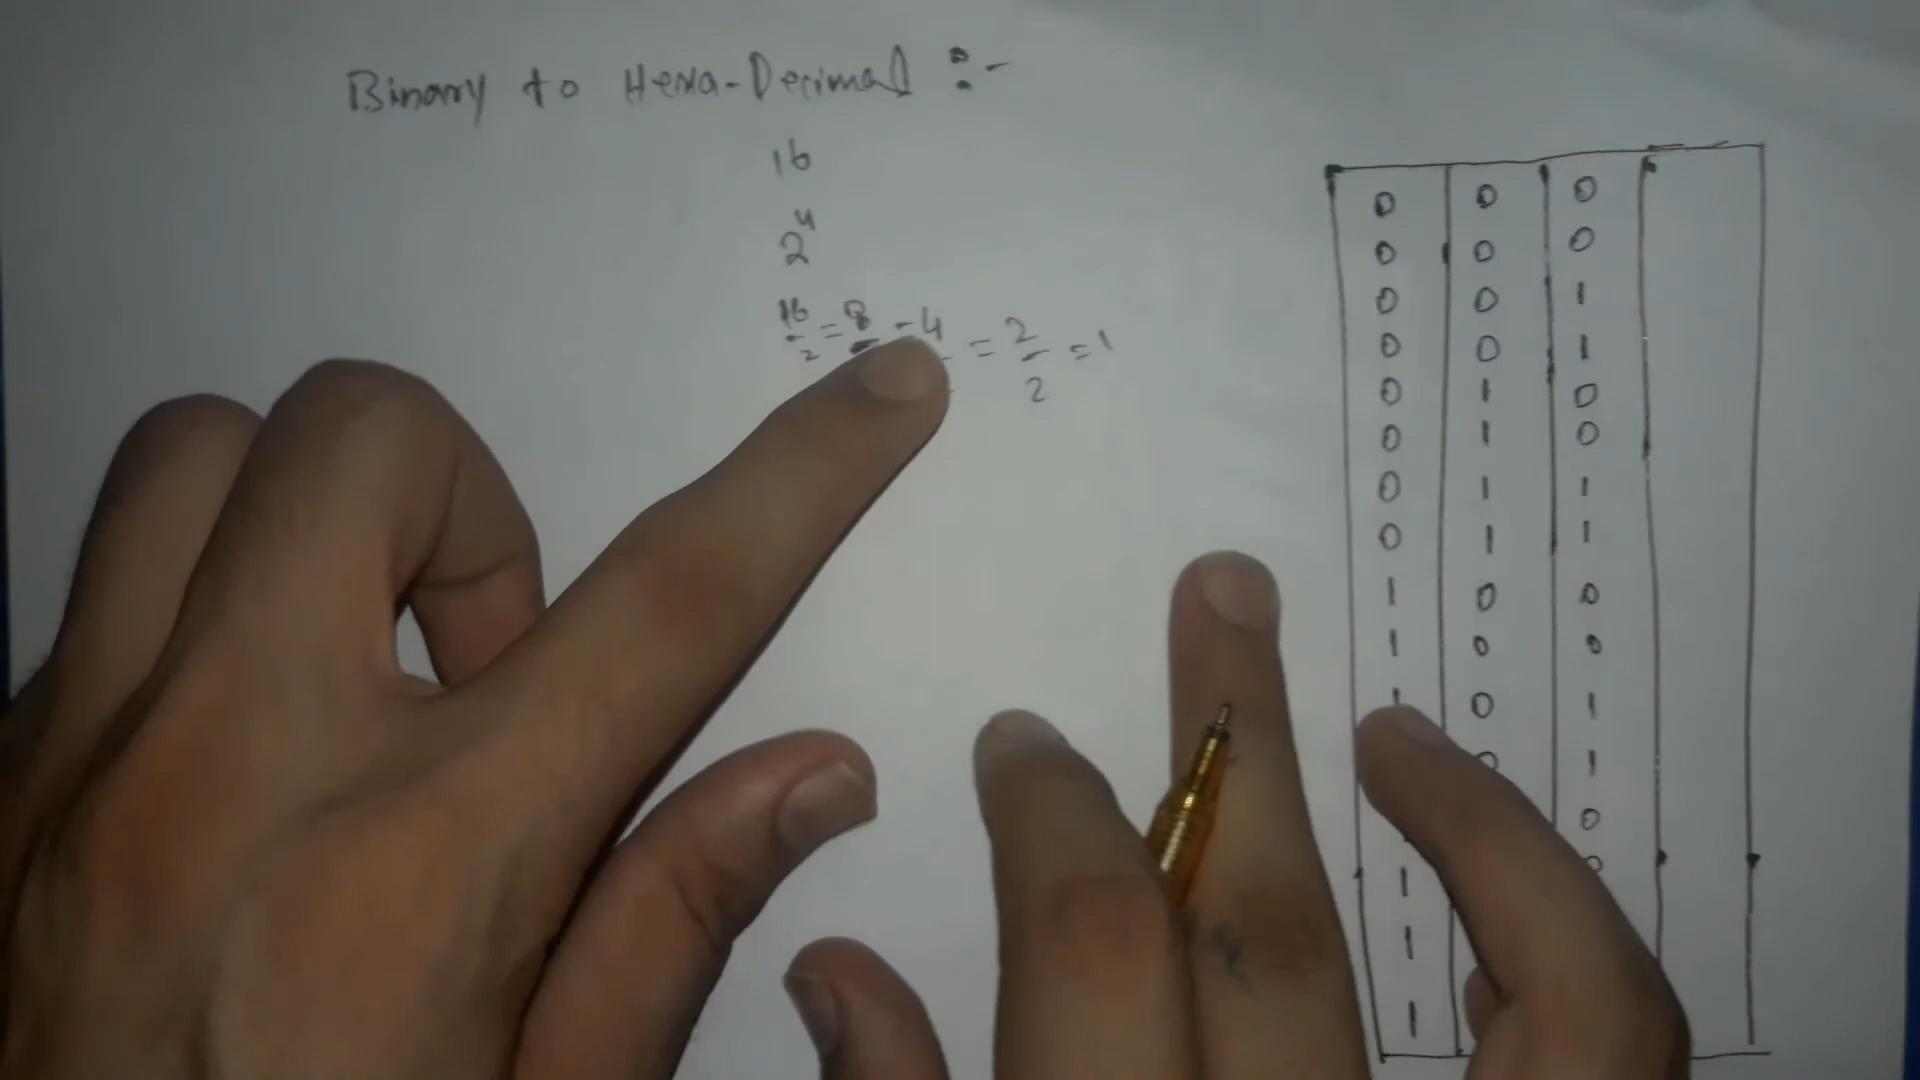 Binary to Hexa-Decimal :-
16
2⁴
16/2 = 8 = 4 = 2/2 = 1
0 0 0
0 0 0
0 0 1
0 0 1
0 1 0
0 1 0
0 1 1
0 1 1
1 0 0
1 0 0
1 0 1
0 1
0
1 0
1
1